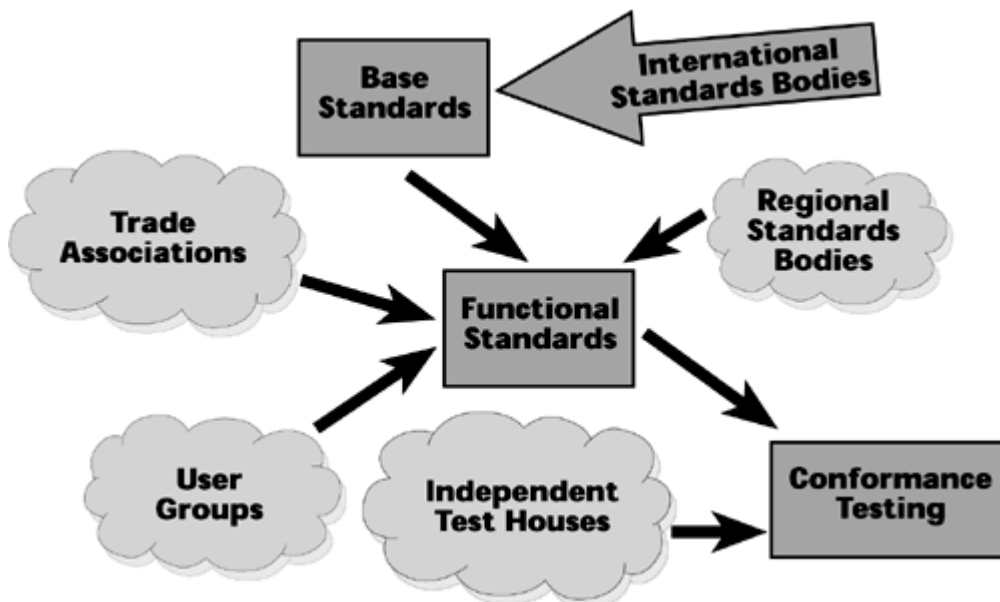 Base
Standards
International
Standards Bodies
Trade
Associations
Regional
Standards
Bodies
Functional
Standards
User
Groups
Independent
Test Houses
Conformance
Testing